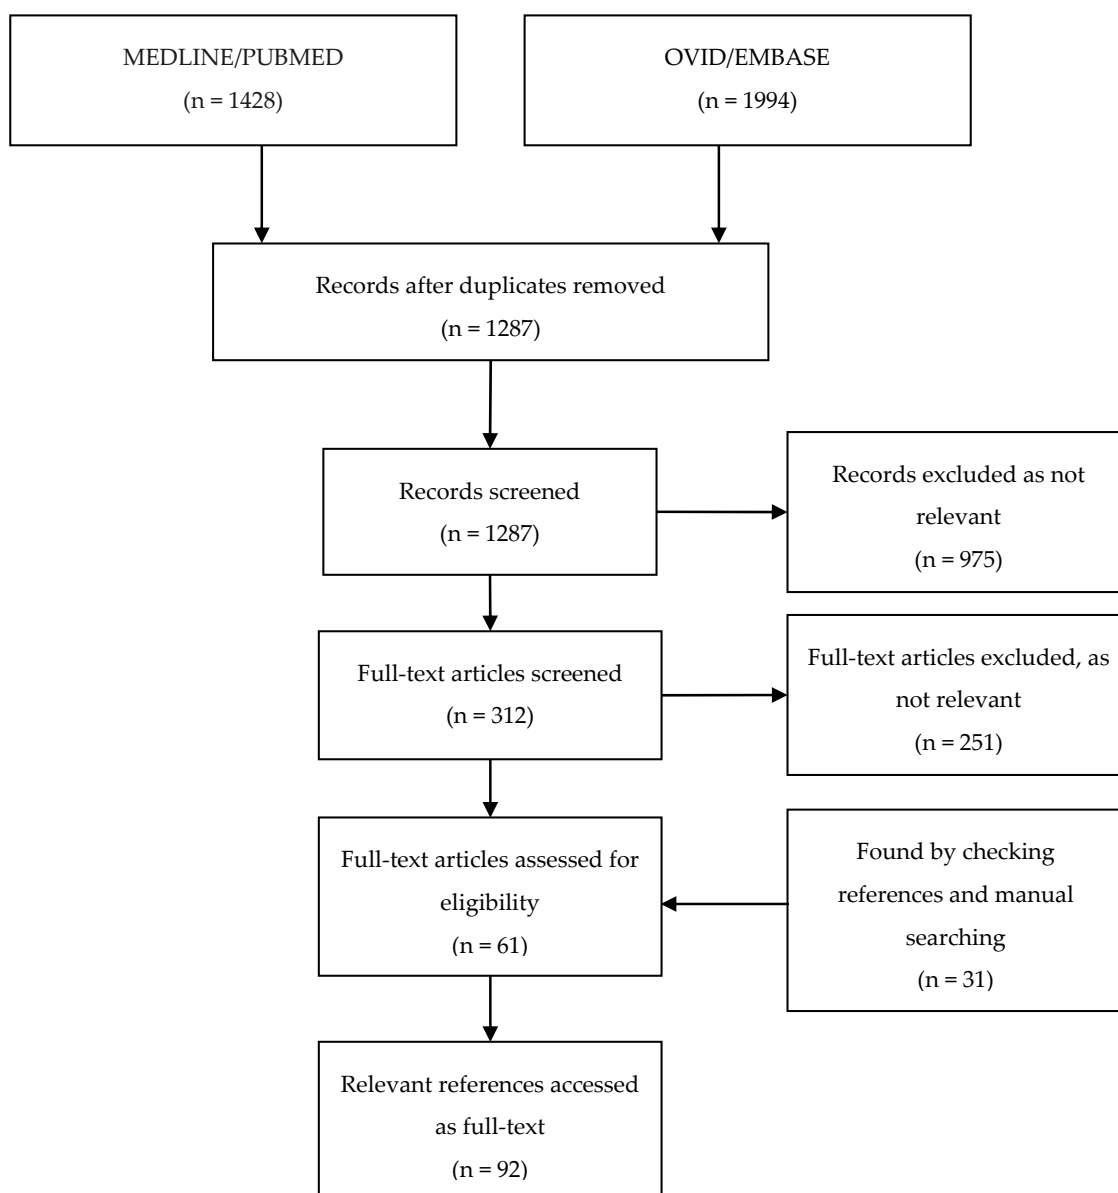 MEDLINE/PUBMED
(n = 1428)
OVID/EMBASE
(n = 1994)
Records after duplicates removed
(n = 1287)
Records screened
(n = 1287)
Records excluded as not
relevant
(n = 975)
Full-text articles screened
(n = 312)
Full-text articles excluded, as
not relevant
(n = 251)
Full-text articles assessed for
eligibility
(n = 61)
Found by checking
references and manual
searching
(n = 31)
Relevant references accessed
as full-text
(n = 92)